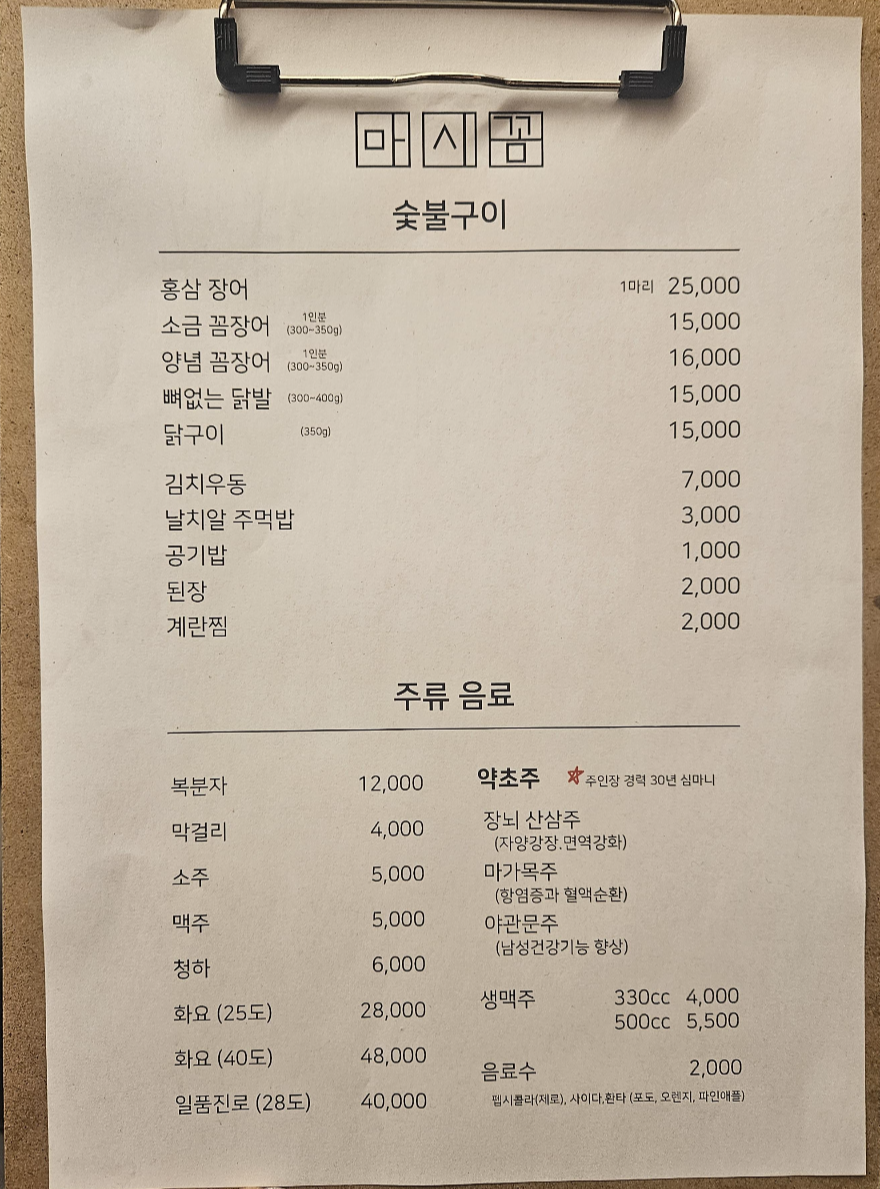 마시꼼
숯불구이
홍삼 장어 1마리 25,000
소금 꼼장어 1인분 (300~350g) 15,000
양념 꼼장어 1인분 (300~350g) 16,000
뼈없는 닭발 (300~400g) 15,000
닭구이 (350g) 15,000
김치우동 7,000
날치알 주먹밥 3,000
공기밥 1,000
된장 2,000
계란찜 2,000
주류 음료
복분자 12,000
막걸리 4,000
소주 5,000
맥주 5,000
청하 6,000
화요 (25도) 28,000
화요 (40도) 48,000
일품진로 (28도) 40,000
약초주 ☆주인장 경력 30년 심마니
장뇌 산삼주
(자양강장.면역강화)
마가목주
(항염증과 혈액순환)
야관문주
(남성건강기능 향상)
생맥주 330cc 4,000
500cc 5,500
음료수 2,000
펩시콜라(제로), 사이다,환타 (포도, 오렌지, 파인애플)